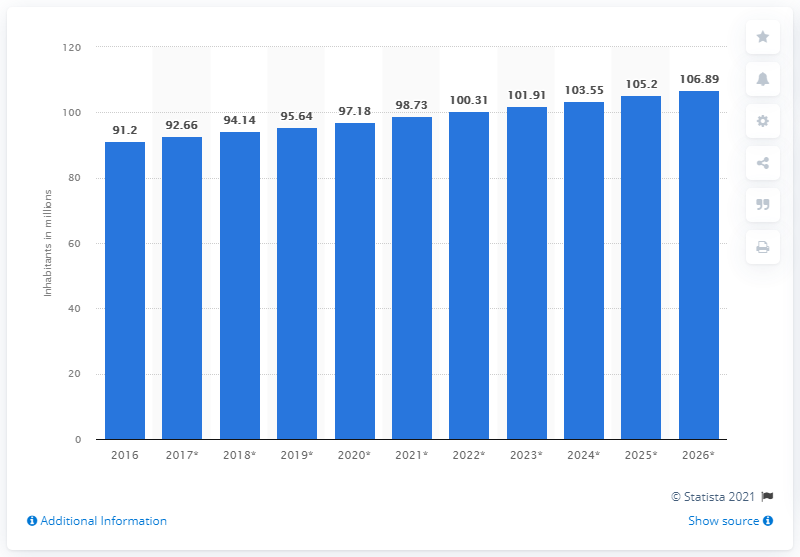 120
100
80
60
40
20
0
Inhabitants in millions
91.2 92.66 94.14 95.64 97.18 98.73 100.31 101.91 103.55 105.2 106.89
2016 2017* 2018* 2019* 2020* 2021* 2022* 2023* 2024* 2025* 2026*
© Statista 2021
Additional Information
Show source